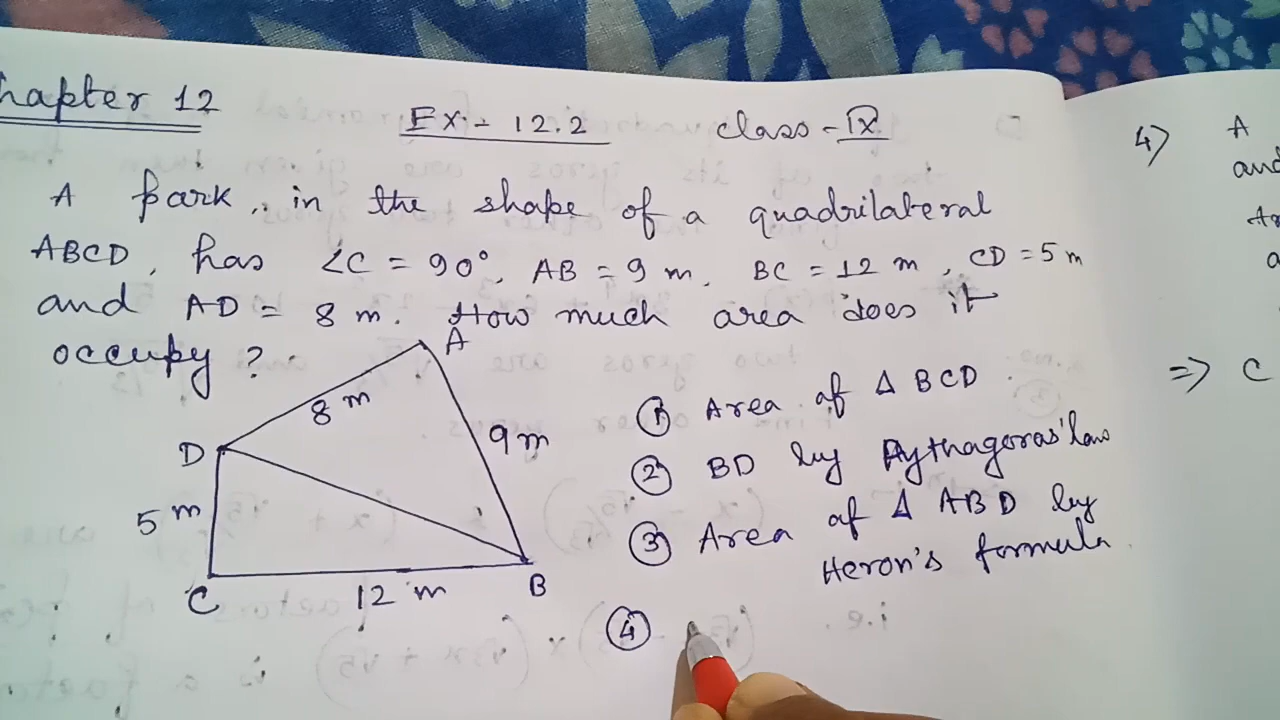 hapter 12
Ex:- 12.2
class - IX
A park, in the shape of a quadrilateral
ABCD, has ∠C = 90°, AB = 9 m, BC = 12 m, CD = 5 m
and AD = 8 m. How much area does it
occupy?
A
8 m
D
9 m
5 m
C
12 m
B
① Area of Δ BCD
② BD by Pythagoras' law
③ Area of Δ ABD by
Heron's formula
④
4) A
and
a
=> C